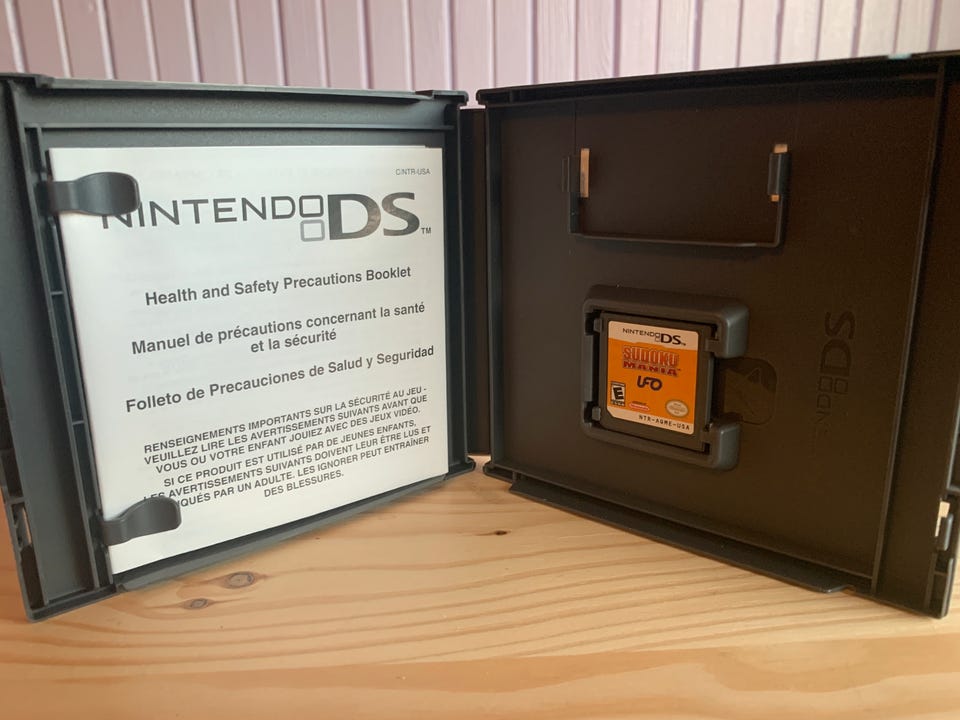 C/NTR-USA
NINTENDO DS™
Health and Safety Precautions Booklet
Manuel de précautions concernant la santé
et la sécurité
Folleto de Precauciones de Salud y Seguridad
RENSEIGNEMENTS IMPORTANTS SUR LA SÉCURITÉ AU JEU -
VEUILLEZ LIRE LES AVERTISSEMENTS SUIVANTS AVANT QUE
VOUS OU VOTRE ENFANT JOUIEZ AVEC DES JEUX VIDÉO.
SI CE PRODUIT EST UTILISÉ PAR DE JEUNES ENFANTS,
LES AVERTISSEMENTS SUIVANTS DOIVENT LEUR ÊTRE LUS ET
QUÉS PAR UN ADULTE. LES IGNORER PEUT ENTRAÎNER
DES BLESSURES.
NINTENDO DS™
SUDOKU
MANIA
UFO
E
Nintendo
NTR-AGME-USA
NINTENDO DS